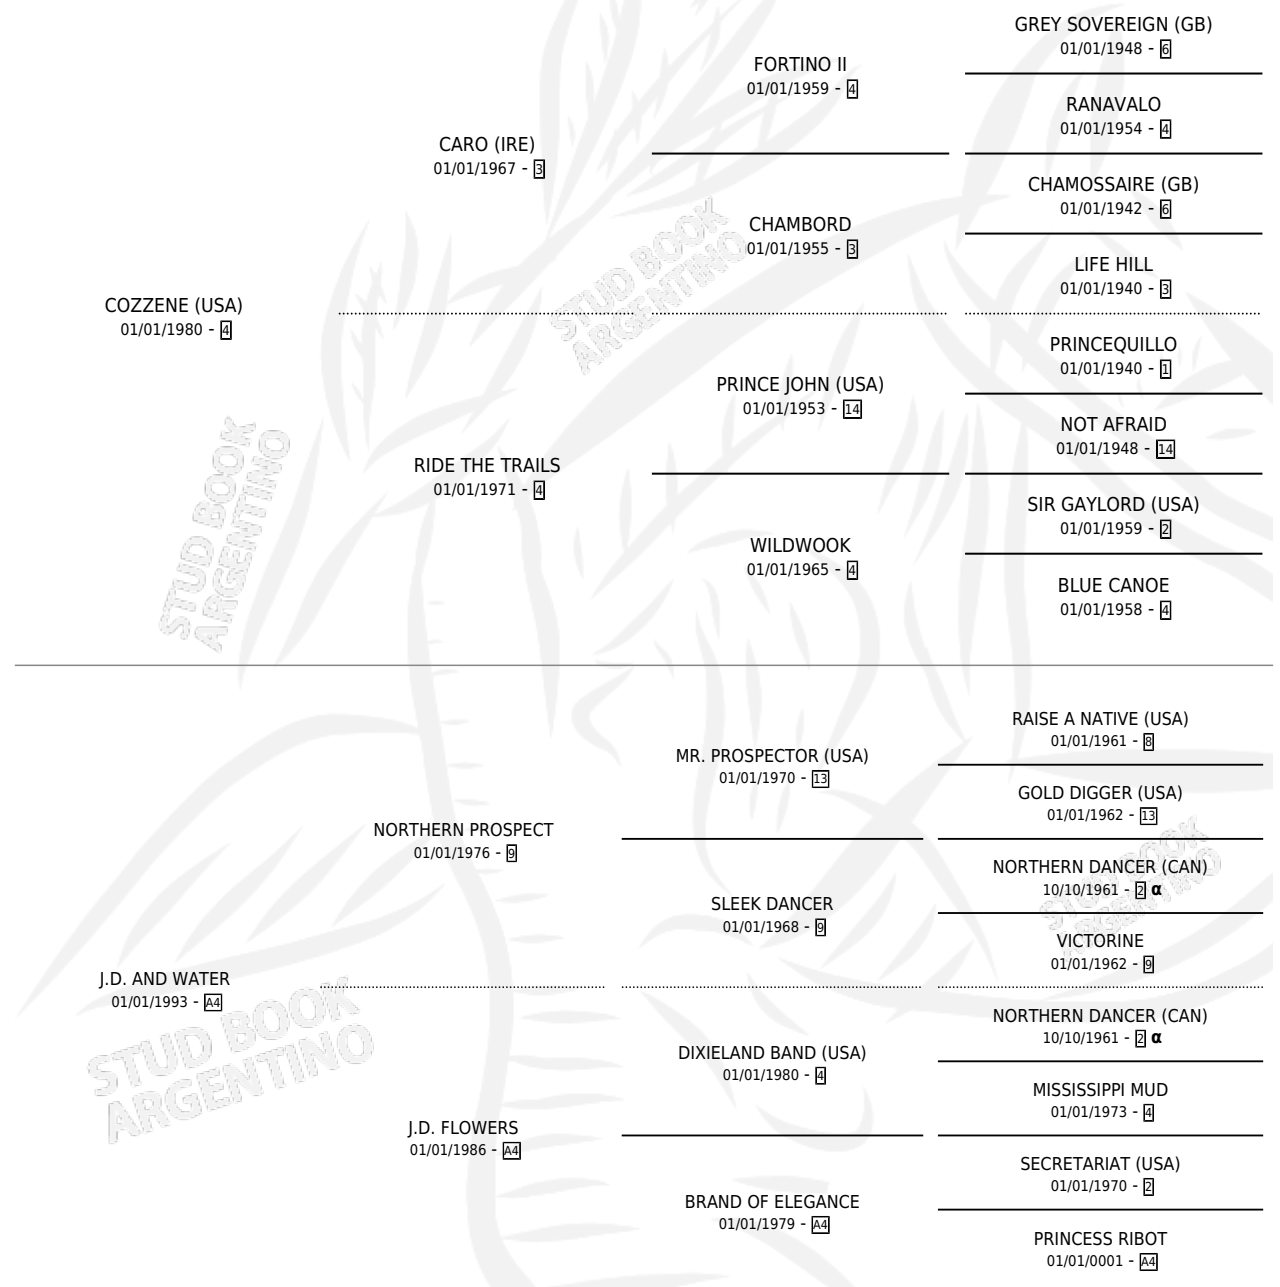 GREY SOVEREIGN (GB)
01/01/1948 - 6
FORTINO II
01/01/1959 - 4
RANAVALO
01/01/1954 - 4
CARO (IRE)
01/01/1967 - 3
CHAMOSSAIRE (GB)
01/01/1942 - 6
CHAMBORD
01/01/1955 - 3
LIFE HILL
01/01/1940 - 3
COZZENE (USA)
01/01/1980 - 4
PRINCEQUILLO
01/01/1940 - 1
PRINCE JOHN (USA)
01/01/1953 - 14
NOT AFRAID
01/01/1948 - 14
RIDE THE TRAILS
01/01/1971 - 4
SIR GAYLORD (USA)
01/01/1959 - 2
WILDWOOK
01/01/1965 - 4
BLUE CANOE
01/01/1958 - 4
RAISE A NATIVE (USA)
01/01/1961 - 8
MR. PROSPECTOR (USA)
01/01/1970 - 13
GOLD DIGGER (USA)
01/01/1962 - 13
NORTHERN PROSPECT
01/01/1976 - 9
NORTHERN DANCER (CAN)
10/10/1961 - 2 α
SLEEK DANCER
01/01/1968 - 9
VICTORINE
01/01/1962 - 9
J.D. AND WATER
01/01/1993 - A4
NORTHERN DANCER (CAN)
10/10/1961 - 2 α
DIXIELAND BAND (USA)
01/01/1980 - 4
MISSISSIPPI MUD
01/01/1973 - 4
J.D. FLOWERS
01/01/1986 - A4
SECRETARIAT (USA)
01/01/1970 - 2
BRAND OF ELEGANCE
01/01/1979 - A4
PRINCESS RIBOT
01/01/0001 - A4
STUD BOOK
ARGENTINO
STUD BOOK
ARGENTINO
STUD BOOK
ARGENTINO
STUD BOOK
ARGENTINO